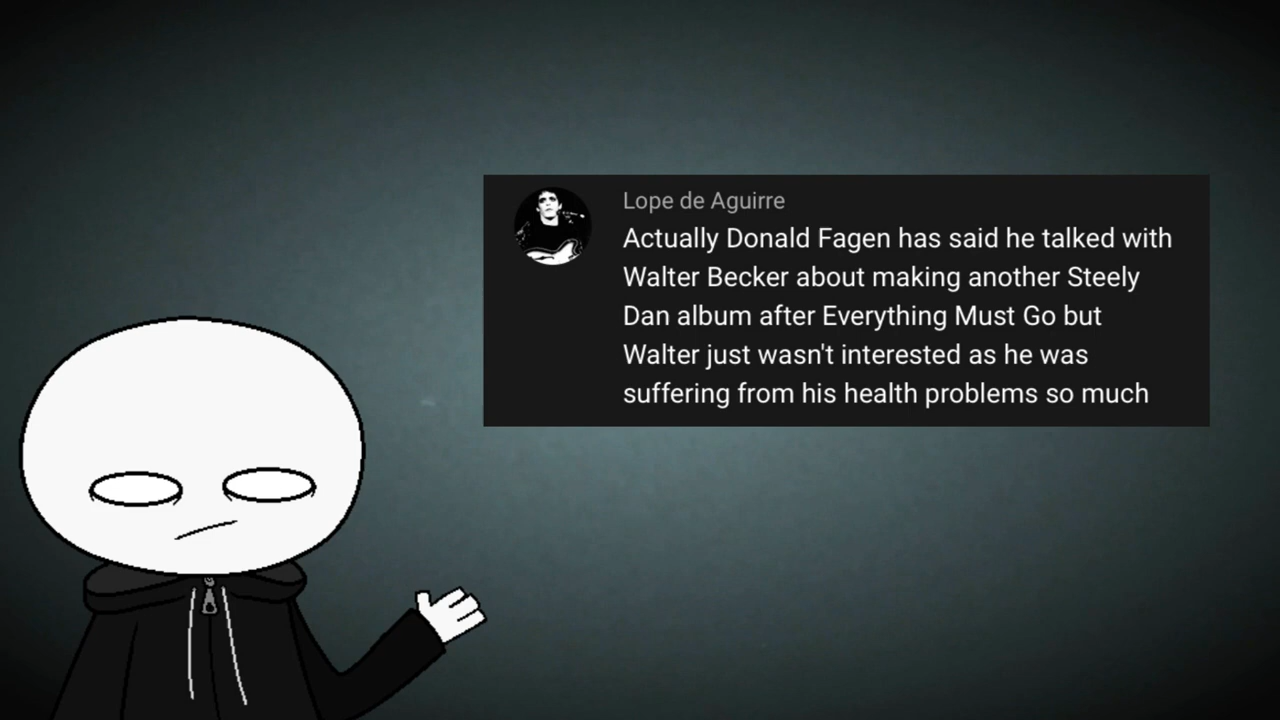 Lope de Aguirre
Actually Donald Fagen has said he talked with
Walter Becker about making another Steely
Dan album after Everything Must Go but
Walter just wasn't interested as he was
suffering from his health problems so much